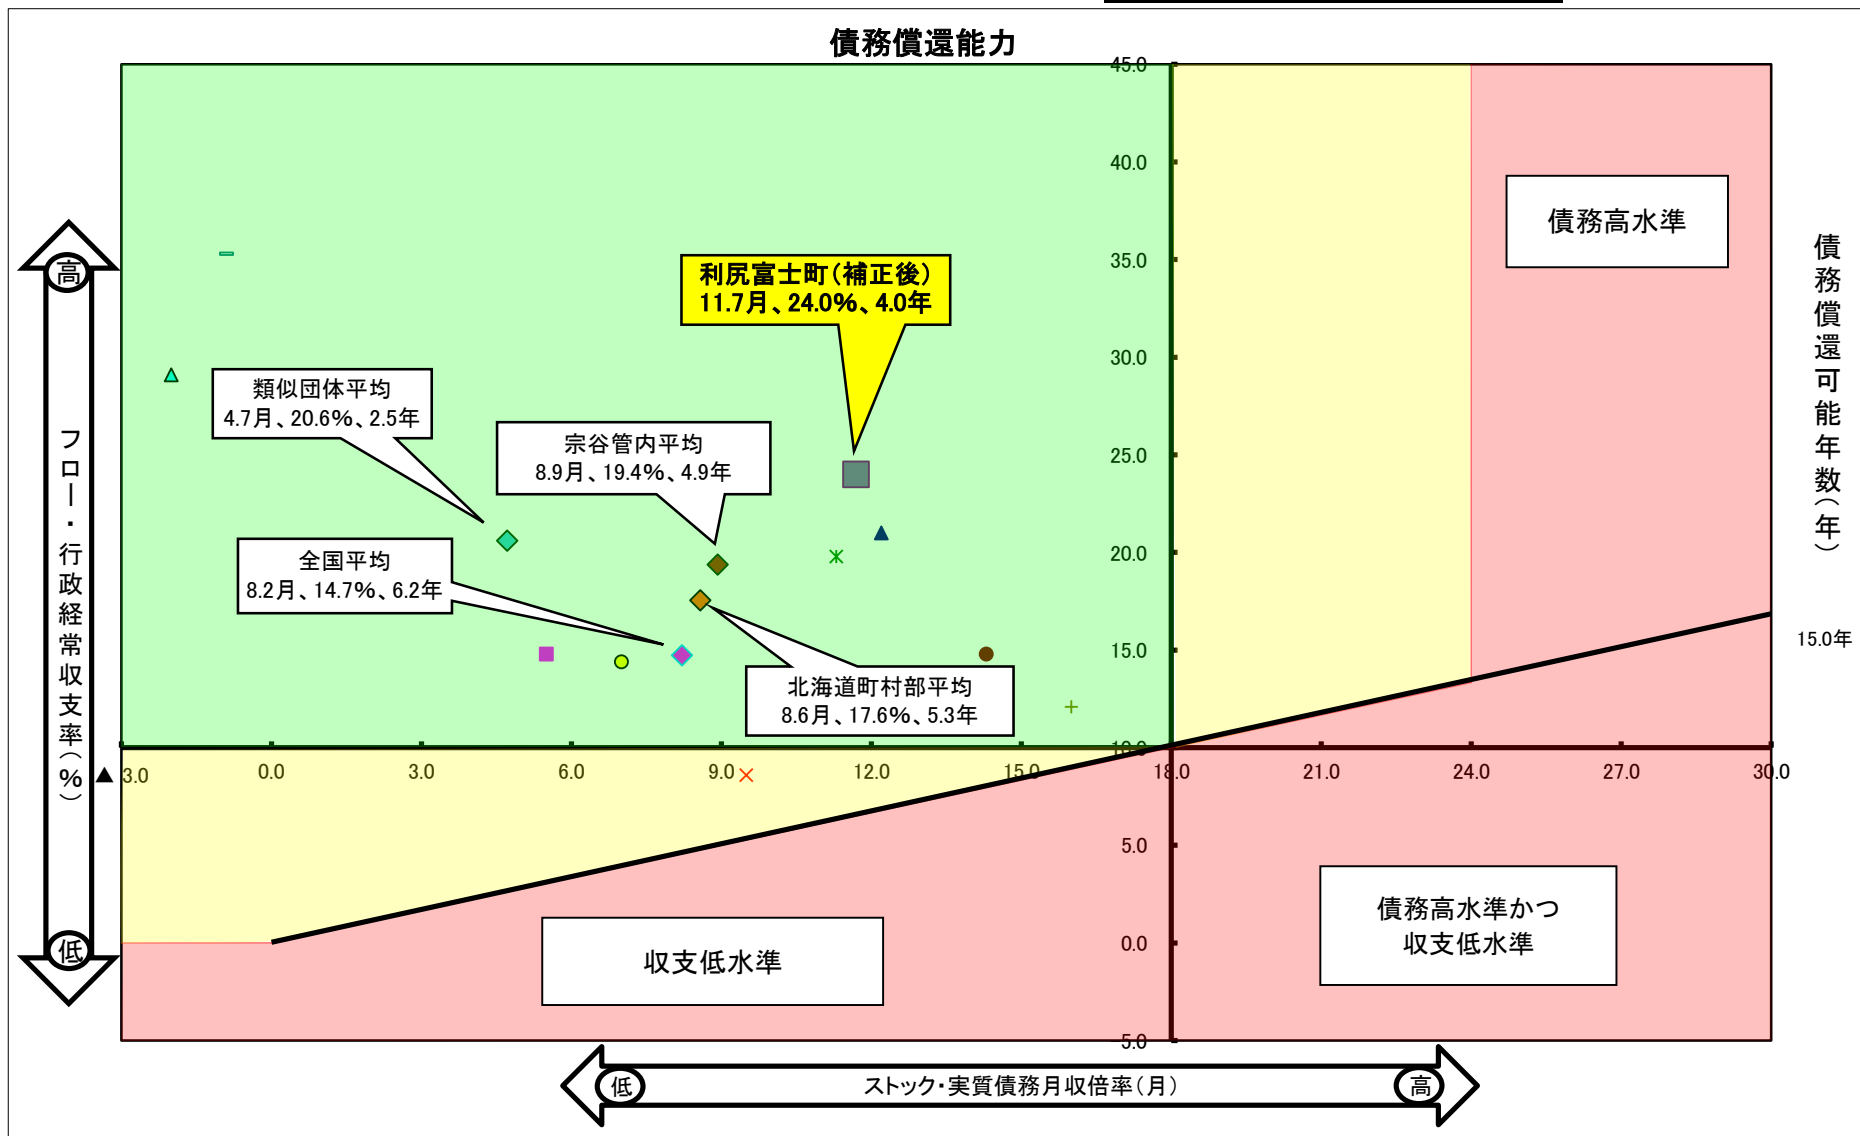 債務償還能力
45.0
40.0
35.0
30.0
25.0
20.0
15.0
10.0
5.0
0.0
-5.0
債務高水準
高
フロー・行政経常収支率(%)
低
債務償還可能年数(年)
15.0年
利尻富士町(補正後)
11.7月、24.0%、4.0年
類似団体平均
4.7月、20.6%、2.5年
宗谷管内平均
8.9月、19.4%、4.9年
全国平均
8.2月、14.7%、6.2年
北海道町村部平均
8.6月、17.6%、5.3年
▲ 3.0
0.0
3.0
6.0
9.0
12.0
15.0
18.0
21.0
24.0
27.0
30.0
収支低水準
債務高水準かつ
収支低水準
低
ストック・実質債務月収倍率(月)
高